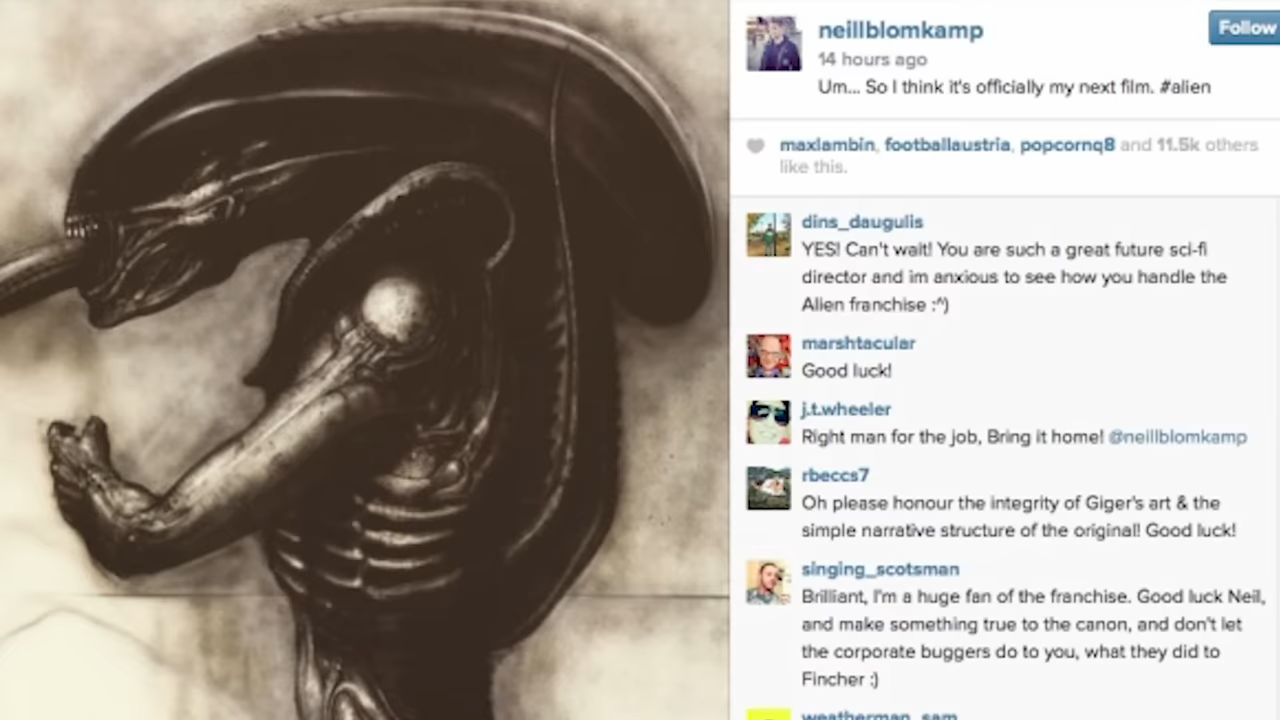 neillblomkamp
Follow
14 hours ago
Um... So I think it's officially my next film. #alien
maxlambin, footballaustria, popcornq8 and 11.5k others
like this.
dins_daugulis
YES! Can't wait! You are such a great future sci-fi
director and im anxious to see how you handle the
Alien franchise :^)
marshtacular
Good luck!
j.t.wheeler
Right man for the job, Bring it home! @neillblomkamp
rbeccs7
Oh please honour the integrity of Giger's art & the
simple narrative structure of the original! Good luck!
singing_scotsman
Brilliant, I'm a huge fan of the franchise. Good luck Neil,
and make something true to the canon, and don't let
the corporate buggers do to you, what they did to
Fincher :)
weatherman_sam